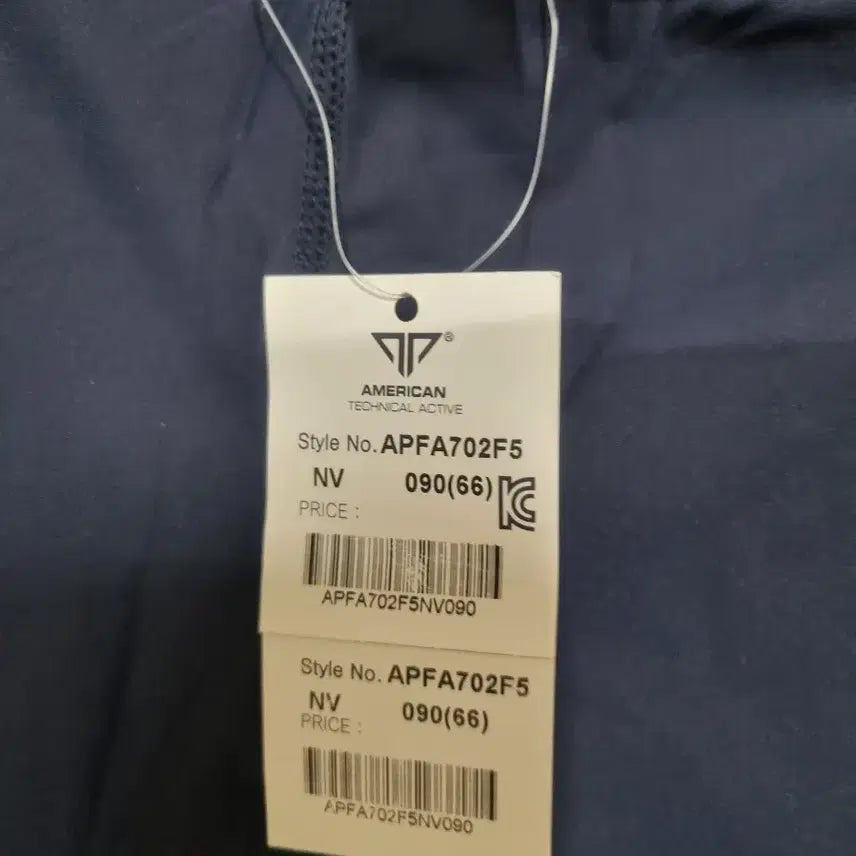 ®
AMERICAN
TECHNICAL ACTIVE
Style No. APFA702F5
NV 090(66)
PRICE :
APFA702F5NV090
Style No. APFA702F5
NV 090(66)
PRICE :
APFA702F5NV090